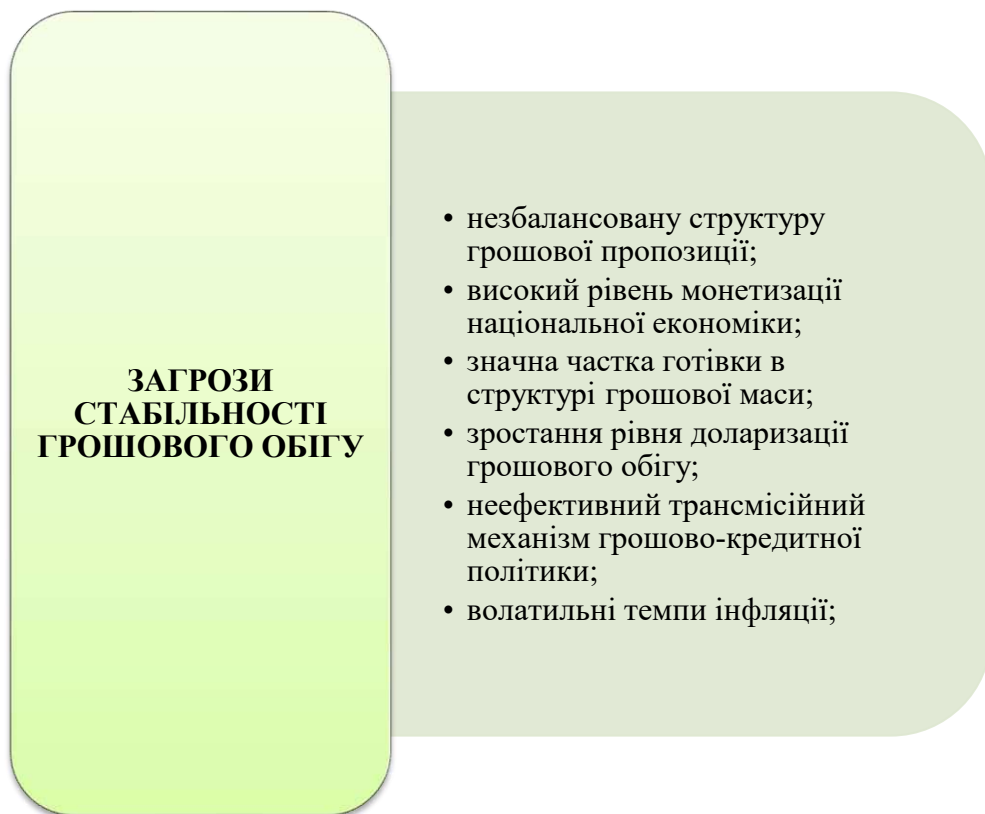 ЗАГРОЗИ
СТАБІЛЬНОСТІ
ГРОШОВОГО ОБІГУ
• незбалансовану структуру
грошової пропозиції;
• високий рівень монетизації
національної економіки;
• значна частка готівки в
структурі грошової маси;
• зростання рівня доларизації
грошового обігу;
• неефективний трансмісійний
механізм грошово-кредитної
політики;
• волатильні темпи інфляції;